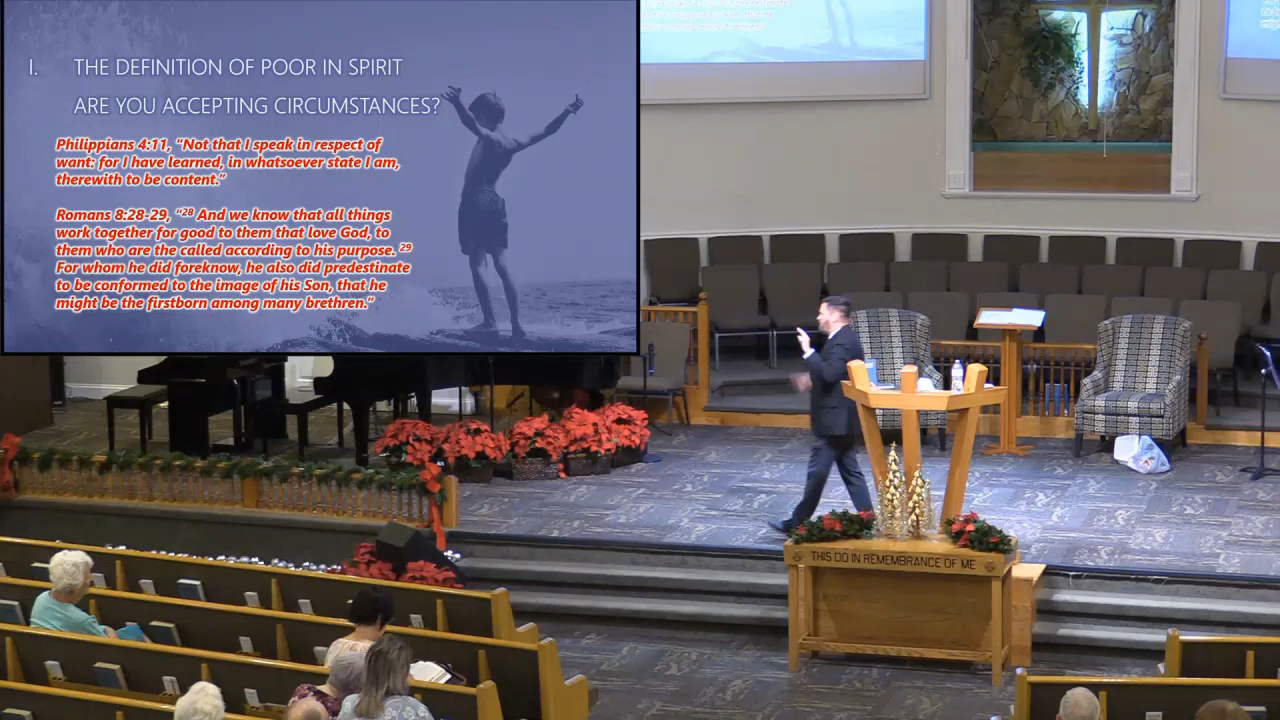 I. THE DEFINITION OF POOR IN SPIRIT
ARE YOU ACCEPTING CIRCUMSTANCES?
Philippians 4:11, "Not that I speak in respect of
want: for I have learned, in whatsoever state I am,
therewith to be content."
Romans 8:28-29, "28 And we know that all things
work together for good to them that love God, to
them who are the called according to his purpose. 29
For whom he did foreknow, he also did predestinate
to be conformed to the image of his Son, that he
might be the firstborn among many brethren."
THIS DO IN REMEMBRANCE OF ME